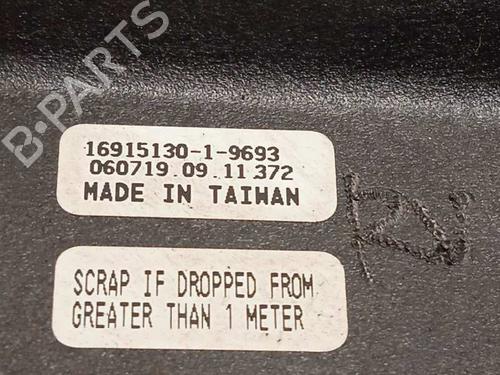 B-PARTS
16915130-1-9693
060719.09.11.372
MADE IN TAIWAN
SCRAP IF DROPPED FROM
GREATER THAN 1 METER